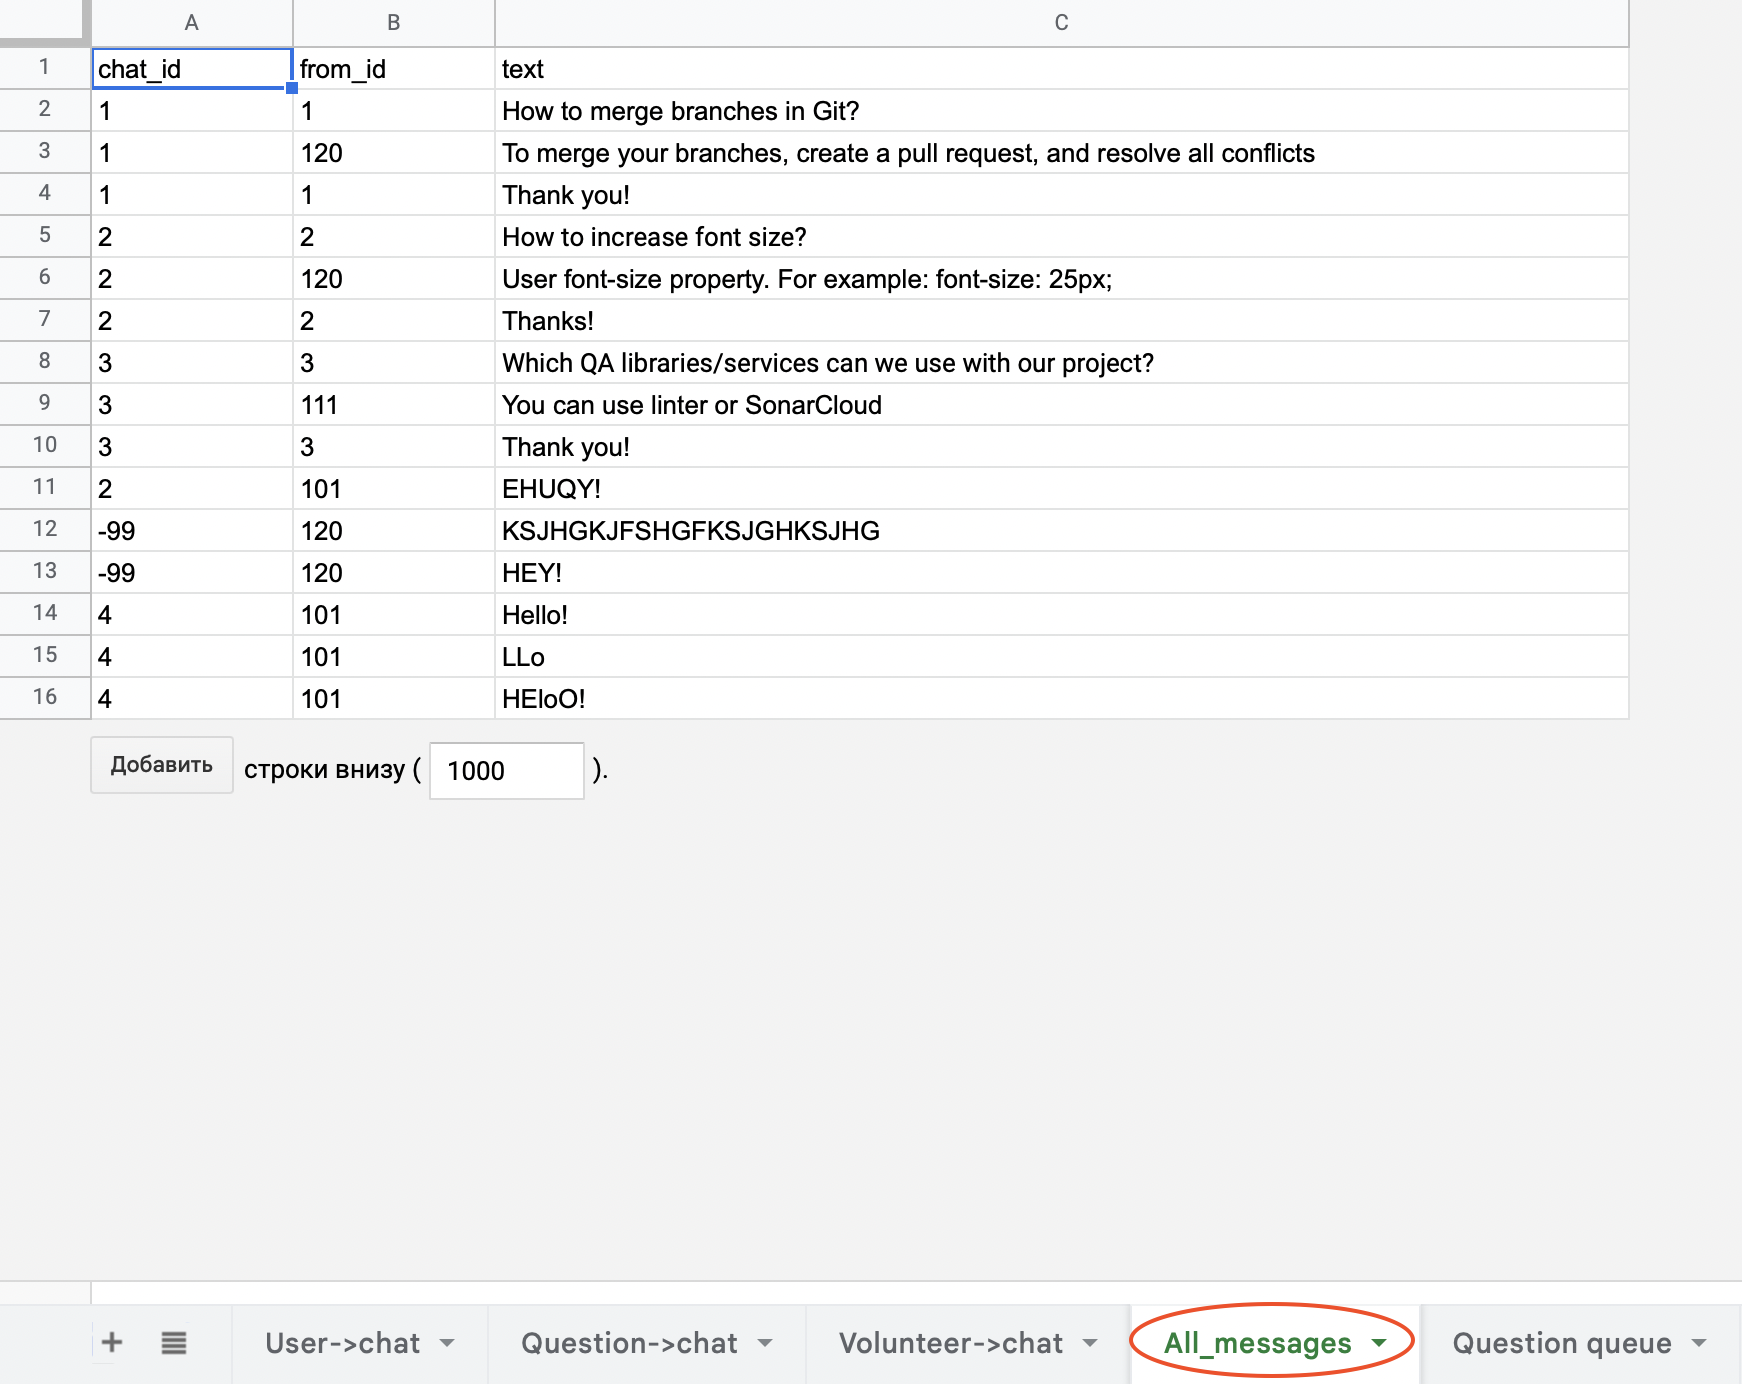 A B C
1 chat_id from_id text
2 1 1 How to merge branches in Git?
3 1 120 To merge your branches, create a pull request, and resolve all conflicts
4 1 1 Thank you!
5 2 2 How to increase font size?
6 2 120 User font-size property. For example: font-size: 25px;
7 2 2 Thanks!
8 3 3 Which QA libraries/services can we use with our project?
9 3 111 You can use linter or SonarCloud
10 3 3 Thank you!
11 2 101 EHUQY!
12 -99 120 KSJHGKJFSHGFKSJGHKSJHG
13 -99 120 HEY!
14 4 101 Hello!
15 4 101 LLo
16 4 101 HEloO!
Добавить строки внизу ( 1000 ).
+ User->chat Question->chat Volunteer->chat All_messages Question queue